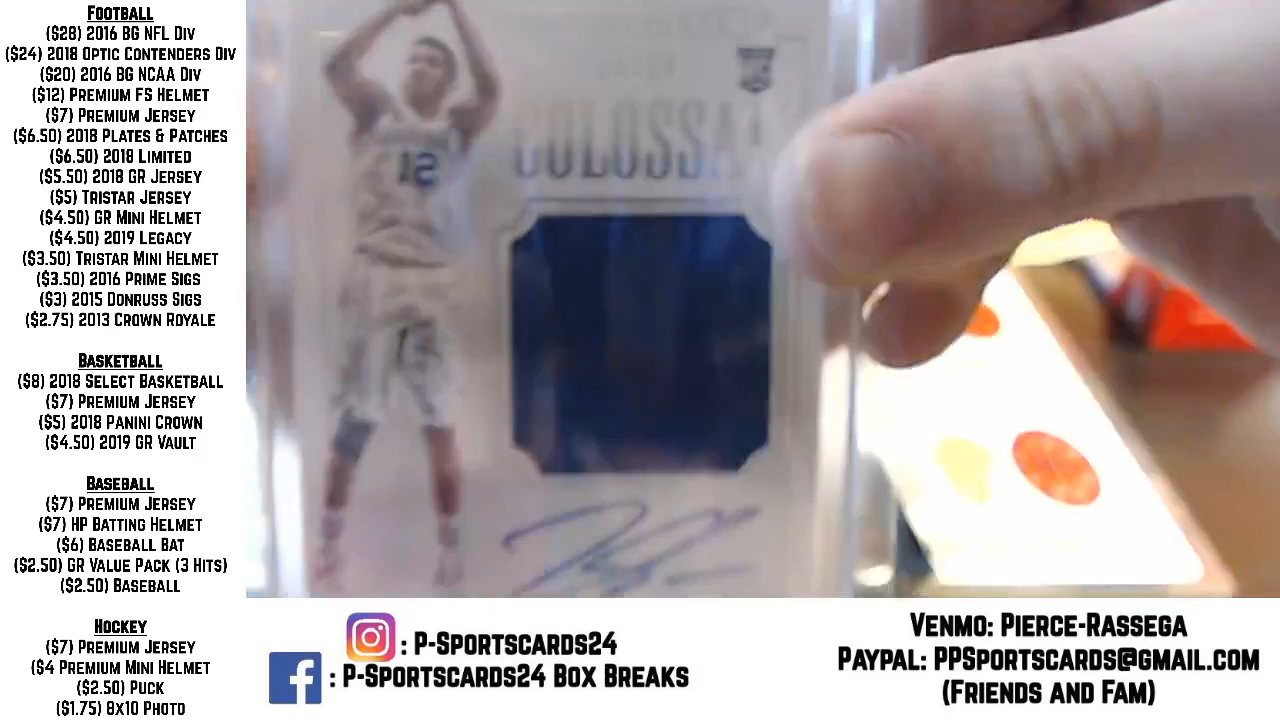 Football
($28) 2016 BG NFL Div
($24) 2018 Optic Contenders Div
($20) 2016 BG NCAA Div
($12) Premium FS Helmet
($7) Premium Jersey
($6.50) 2018 Plates & Patches
($6.50) 2018 Limited
($5.50) 2018 GR Jersey
($5) Tristar Jersey
($4.50) GR Mini Helmet
($4.50) 2019 Legacy
($3.50) Tristar Mini Helmet
($3.50) 2016 Prime Sigs
($3) 2015 Donruss Sigs
($2.75) 2013 Crown Royale
Basketball
($8) 2018 Select Basketball
($7) Premium Jersey
($5) 2018 Panini Crown
($4.50) 2019 GR Vault
Baseball
($7) Premium Jersey
($7) HP Batting Helmet
($6) Baseball Bat
($2.50) GR Value Pack (3 Hits)
($2.50) Baseball
Hockey
($7) Premium Jersey
($4 Premium Mini Helmet
($2.50) Puck
($1.75) 8x10 Photo
COLOSSAL
12
: P-Sportscards24
: P-Sportscards24 Box Breaks
Venmo: Pierce-Rassega
Paypal: PPSportscards@gmail.com
(Friends and Fam)